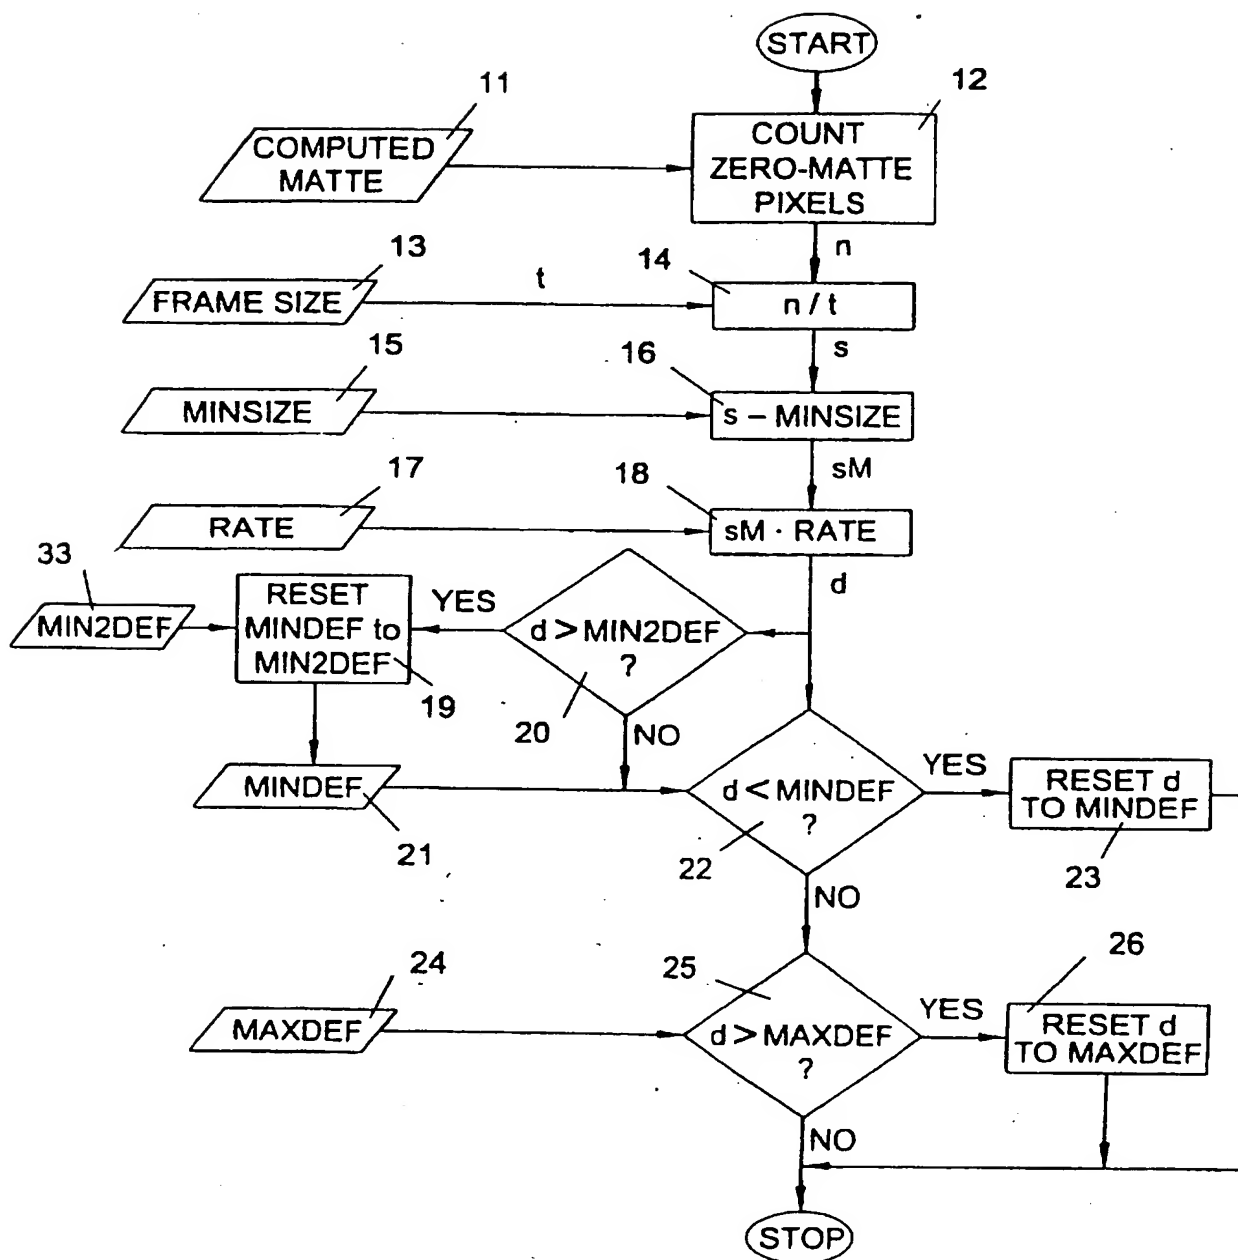 START
12
11
COUNT
ZERO-MATTE
PIXELS
COMPUTED
MATTE
n
13
t
14
FRAME SIZE
n / t
s
15
16
MINSIZE
s – MINSIZE
sM
17
18
RATE
sM · RATE
d
33
MIN2DEF
RESET
MINDEF to
MIN2DEF
YES
d > MIN2DEF
?
19
20
NO
MINDEF
21
d < MINDEF
?
22
YES
RESET d
TO MINDEF
23
NO
24
25
26
MAXDEF
d > MAXDEF
?
YES
RESET d
TO MAXDEF
NO
STOP